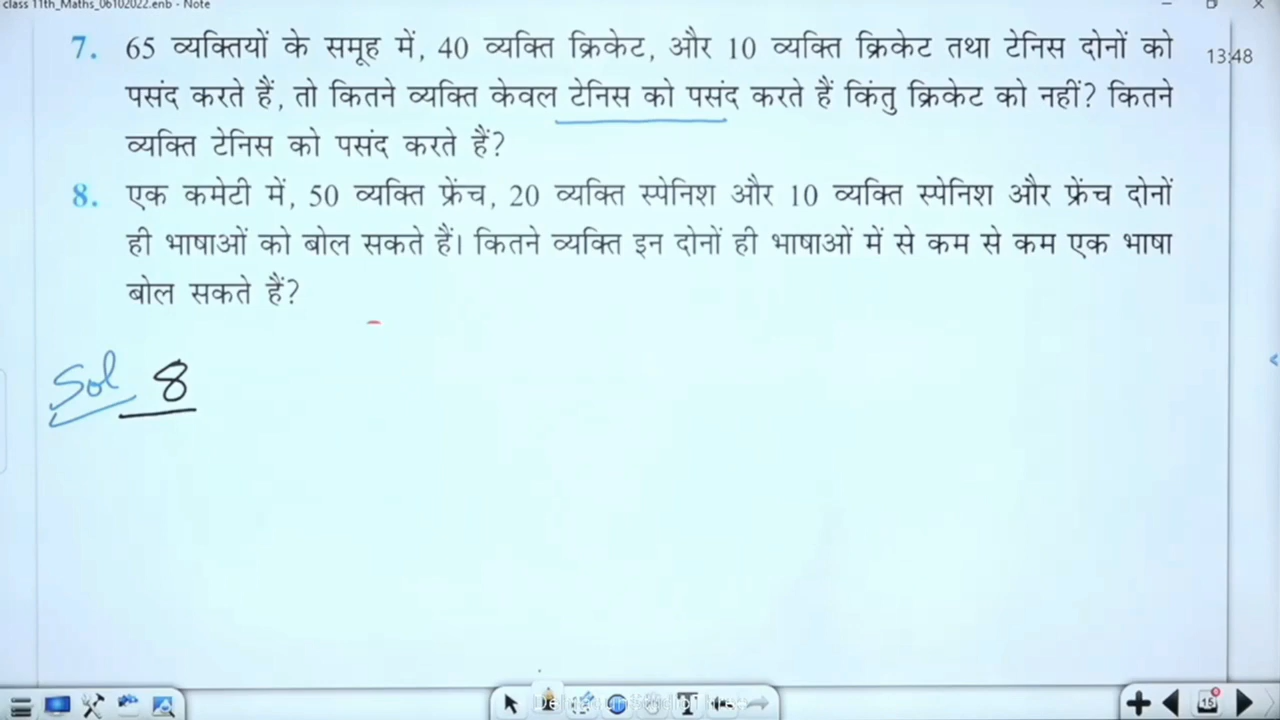 class 11th_Maths_06102022.enb - Note
7. 65 व्यक्तियों के समूह में, 40 व्यक्ति क्रिकेट, और 10 व्यक्ति क्रिकेट तथा टेनिस दोनों को
13:48
पसंद करते हैं, तो कितने व्यक्ति केवल टेनिस को पसंद करते हैं किंतु क्रिकेट को नहीं? कितने
व्यक्ति टेनिस को पसंद करते हैं?
8. एक कमेटी में, 50 व्यक्ति फ्रेंच, 20 व्यक्ति स्पेनिश और 10 व्यक्ति स्पेनिश और फ्रेंच दोनों
ही भाषाओं को बोल सकते हैं। कितने व्यक्ति इन दोनों ही भाषाओं में से कम से कम एक भाषा
बोल सकते हैं?
Sol 8
15